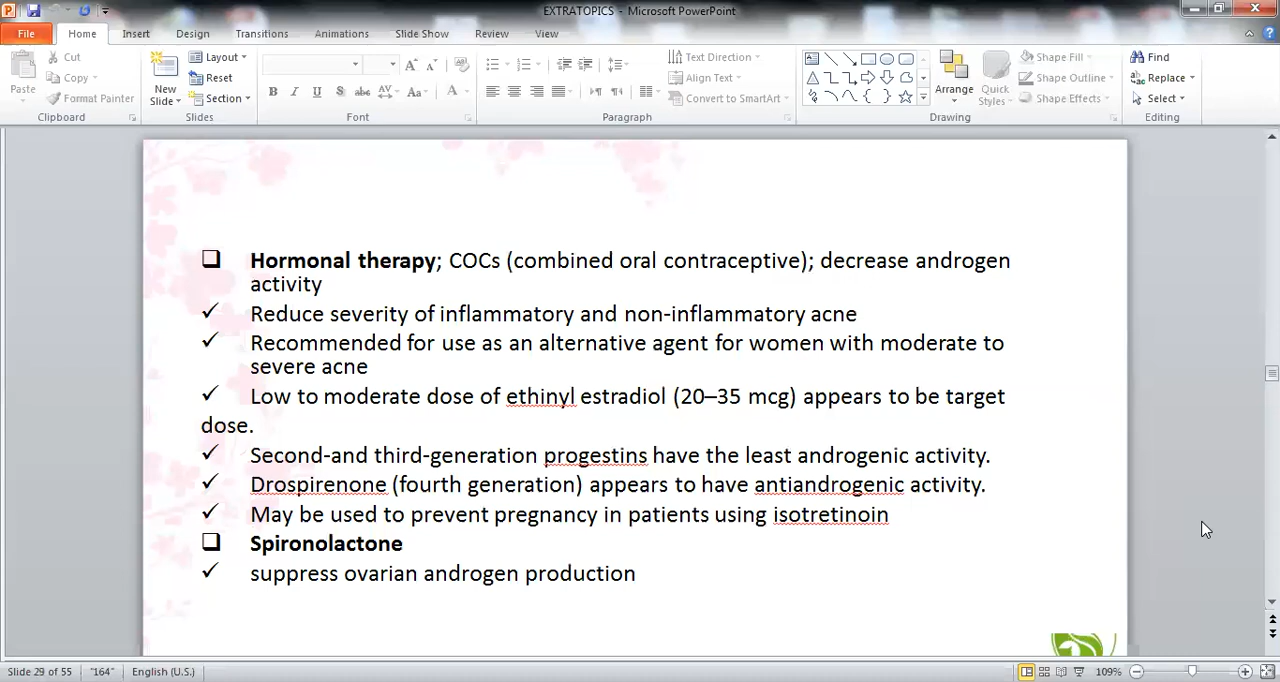 EXTRATOPICS - Microsoft PowerPoint
File Home Insert Design Transitions Animations Slide Show Review View
Paste
Cut
Copy
Format Painter
Clipboard
New
Slide
Layout
Reset
Section
Slides
B I U S abc AV Aa A
Font
Text Direction
Align Text
Convert to SmartArt
Paragraph
Arrange
Quick
Styles
Shape Fill
Shape Outline
Shape Effects
Drawing
Find
Replace
Select
Editing
Hormonal therapy; COCs (combined oral contraceptive); decrease androgen
activity
Reduce severity of inflammatory and non-inflammatory acne
Recommended for use as an alternative agent for women with moderate to
severe acne
Low to moderate dose of ethinyl estradiol (20–35 mcg) appears to be target
dose.
Second-and third-generation progestins have the least androgenic activity.
Drospirenone (fourth generation) appears to have antiandrogenic activity.
May be used to prevent pregnancy in patients using isotretinoin
Spironolactone
suppress ovarian androgen production
Slide 29 of 55 "164" English (U.S.) 109%